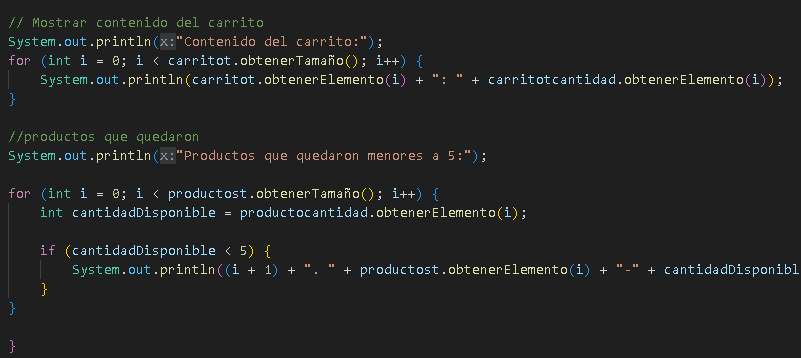 // Mostrar contenido del carrito
System.out.println(x:"Contenido del carrito:");
for (int i = 0; i < carritot.obtenerTamaño(); i++) {
System.out.println(carritot.obtenerElemento(i) + ": " + carritotcantidad.obtenerElemento(i));
}
//productos que quedaron
System.out.println(x:"Productos que quedaron menores a 5:");
for (int i = 0; i < productost.obtenerTamaño(); i++) {
int cantidadDisponible = productocantidad.obtenerElemento(i);
if (cantidadDisponible < 5) {
System.out.println((i + 1) + ". " + productost.obtenerElemento(i) + "-" + cantidadDisponibl
}
}
}